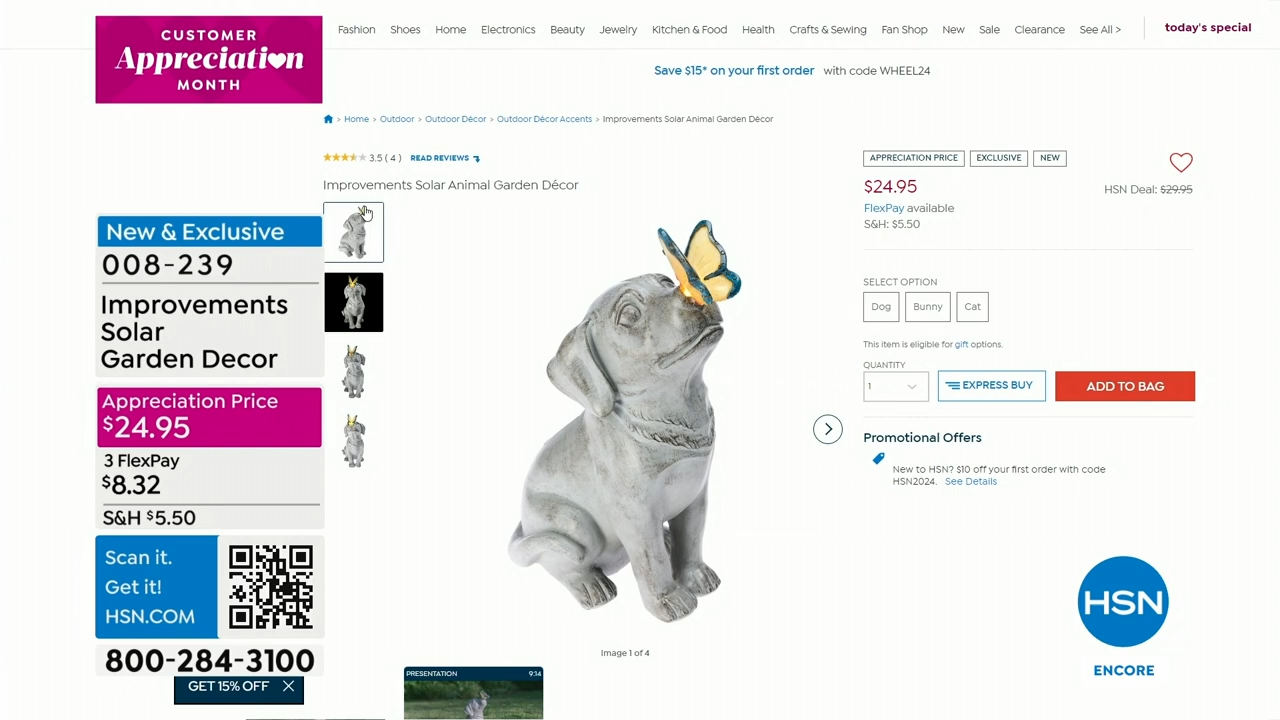 CUSTOMER
Appreciation
MONTH
Fashion Shoes Home Electronics Beauty Jewelry Kitchen & Food Health Crafts & Sewing Fan Shop New Sale Clearance See All > today's special
Save $15* on your first order with code WHEEL24
> Home > Outdoor > Outdoor Décor > Outdoor Décor Accents > Improvements Solar Animal Garden Décor
3.5 ( 4 ) READ REVIEWS
Improvements Solar Animal Garden Décor
APPRECIATION PRICE EXCLUSIVE NEW
$24.95
HSN Deal: $29.95
FlexPay available
S&H: $5.50
SELECT OPTION
Dog Bunny Cat
This item is eligible for gift options.
QUANTITY
1 EXPRESS BUY ADD TO BAG
Promotional Offers
New to HSN? $10 off your first order with code
HSN2024. See Details
New & Exclusive
008-239
Improvements
Solar
Garden Decor
Appreciation Price
$24.95
3 FlexPay
$8.32
S&H $5.50
Scan it.
Get it!
HSN.COM
800-284-3100
GET 15% OFF
Image 1 of 4
PRESENTATION 9:14
HSN
ENCORE